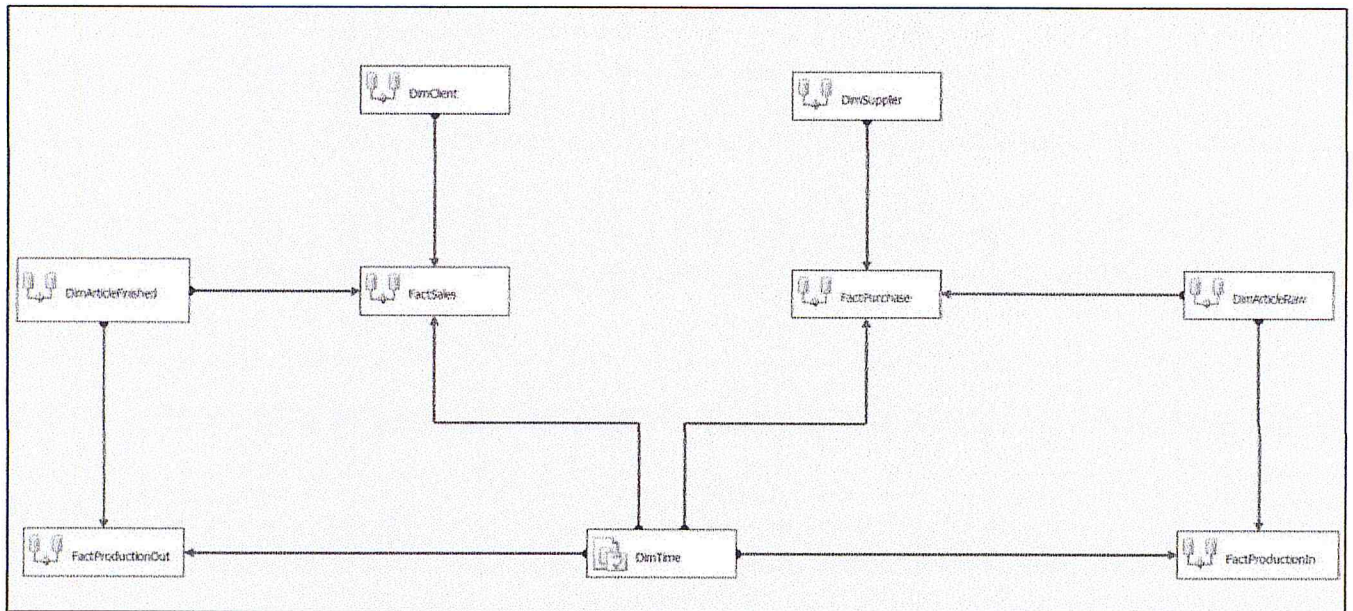 DimClient
DimSupplier
DimArticleFinished
FactSales
FactPurchase
DimArticleRaw
FactProductionOut
DimTime
FactProductionIn